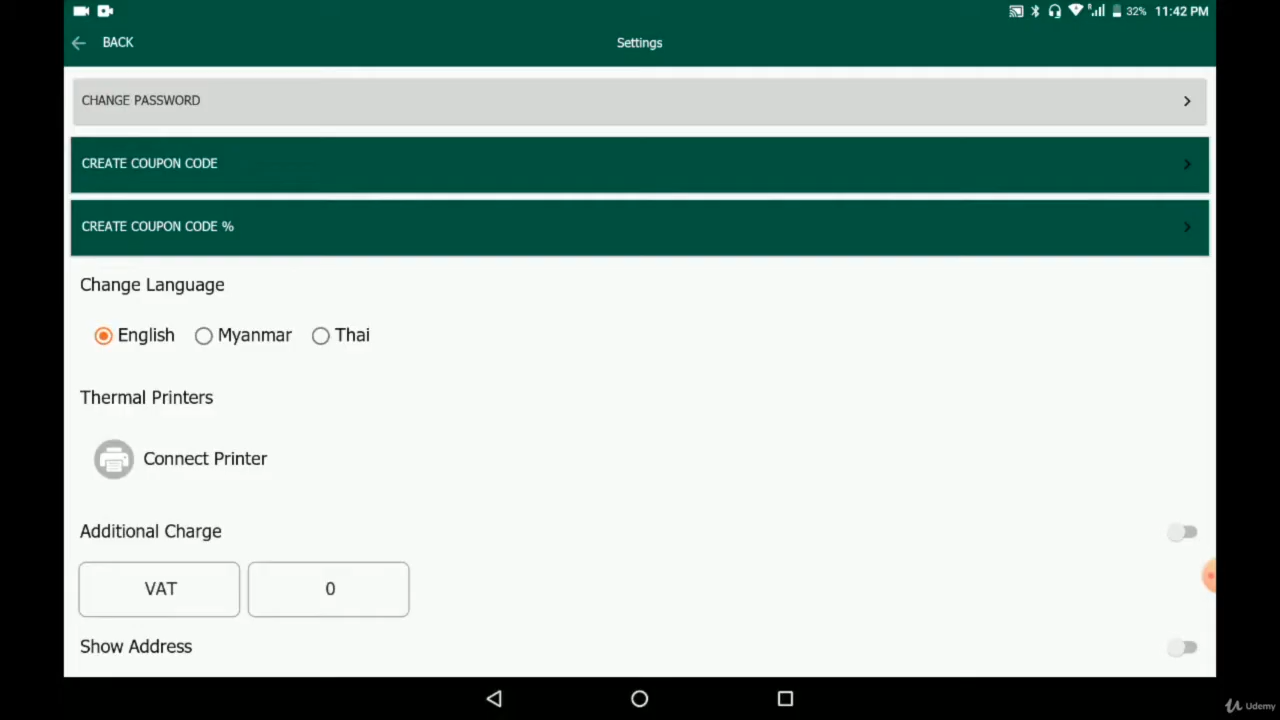 32% 11:42 PM
BACK
Settings
CHANGE PASSWORD
CREATE COUPON CODE
CREATE COUPON CODE %
Change Language
English Myanmar Thai
Thermal Printers
Connect Printer
Additional Charge
VAT 0
Show Address
Udemy